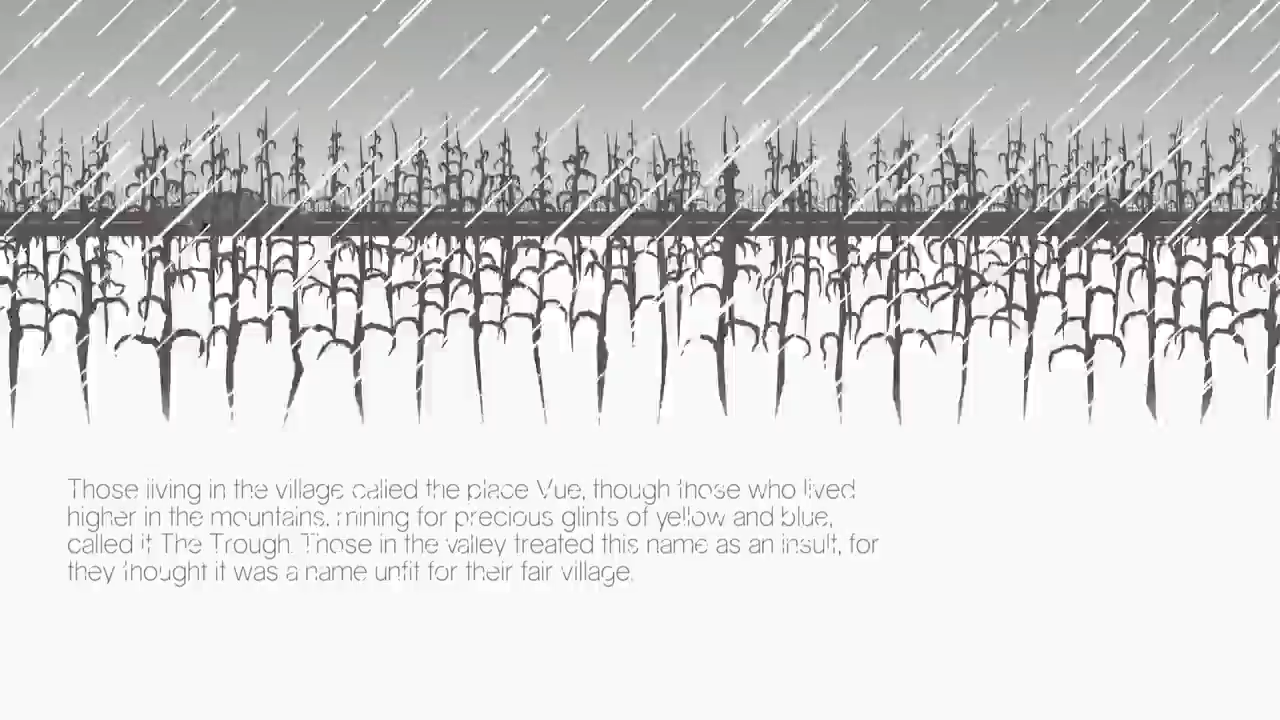 Those living in the village called the place Vue, though those who lived
higher in the mountains, mining for precious glints of yellow and blue,
called it The Trough. Those in the valley treated this name as an insult, for
they thought it was a name unfit for their fair village.